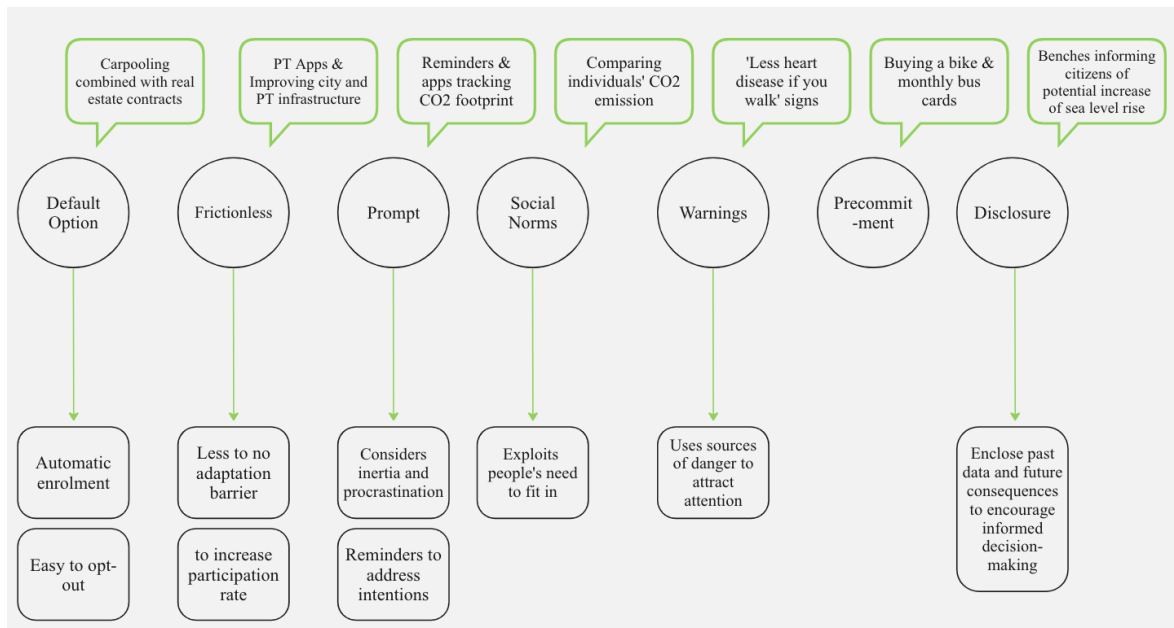 Carpooling
combined with real
estate contracts
PT Apps &
Improving city and
PT infrastructure
Reminders &
apps tracking
CO2 footprint
Comparing
individuals' CO2
emission
'Less heart
disease if you
walk' signs
Buying a bike &
monthly bus
cards
Benches informing
citizens of
potential increase
of sea level rise
Default
Option
Frictionless
Prompt
Social
Norms
Warnings
Precommit
-ment
Disclosure
Automatic
enrolment
Less to no
adaptation
barrier
Considers
inertia and
procrastination
Exploits
people's need
to fit in
Uses sources
of danger to
attract
attention
Enclose past
data and future
consequences
to encourage
informed
decision-
making
Easy to opt-
out
to increase
participation
rate
Reminders to
address
intentions